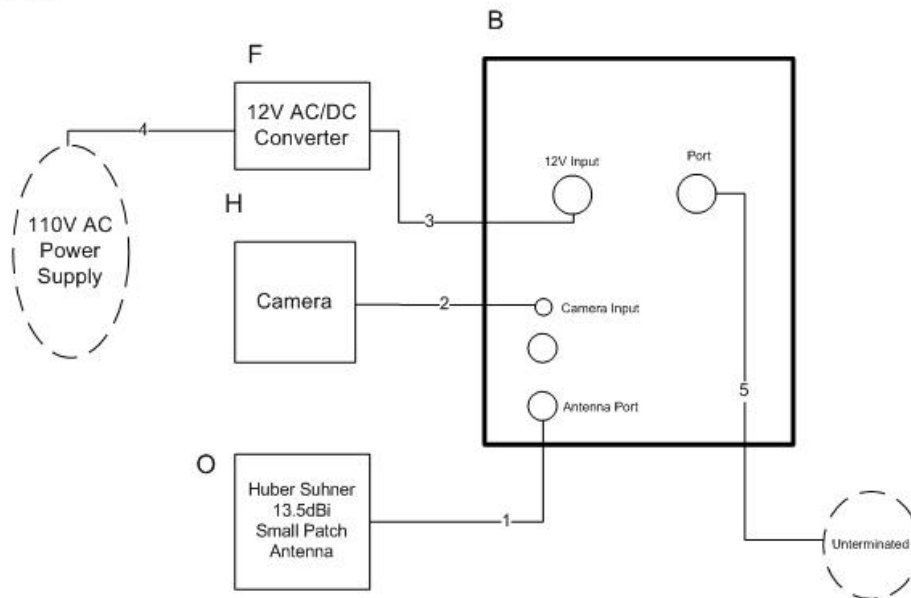 B
F
12V AC/DC
Converter
4
12V Input
Port
H
110V AC
Power
Supply
3
Camera
2
Camera Input
5
Antenna Port
O
Huber Suhner
13.5dBi
Small Patch
Antenna
1
Unterminated